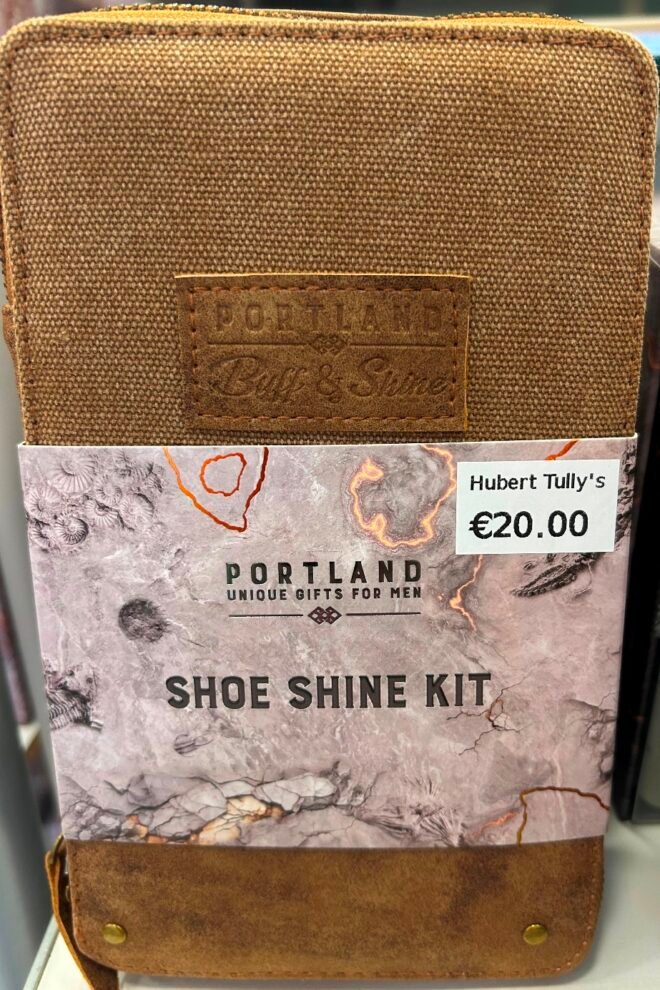 PORTLAND
Buff & Shine
Hubert Tully's
€20.00
PORTLAND
UNIQUE GIFTS FOR MEN
SHOE SHINE KIT